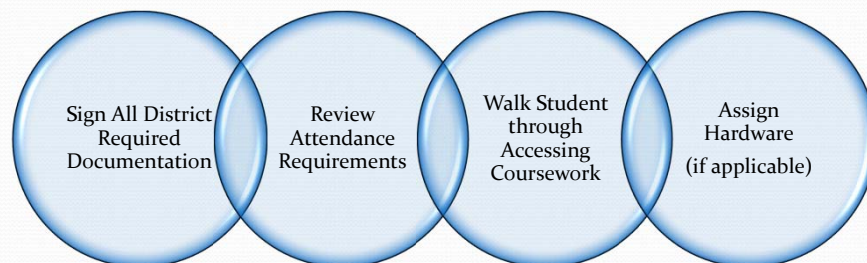 Sign All District
Required
Documentation
Review
Attendance
Requirements
Walk Student
through
Accessing
Coursework
Assign
Hardware
(if applicable)